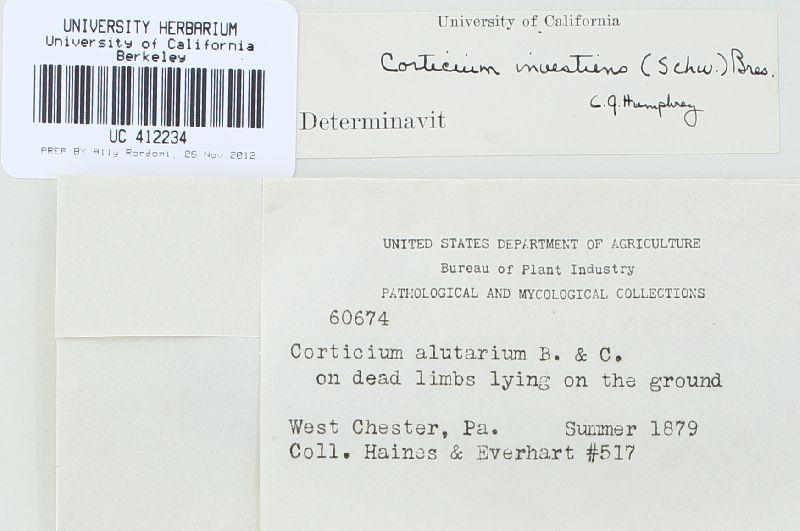 UNIVERSITY HERBARIUM
University of California
Berkeley
UC 412234
PREP BY Ally Rordoni, 26 Nov 2012
University of California
Corticium investiens (Schw.) Bres.
C. J. Humphrey
Determinavit
UNITED STATES DEPARTMENT OF AGRICULTURE
Bureau of Plant Industry
PATHOLOGICAL AND MYCOLOGICAL COLLECTIONS
60674
Corticium alutarium B. & C.
on dead limbs lying on the ground
West Chester, Pa. Summer 1879
Coll. Haines & Everhart #517